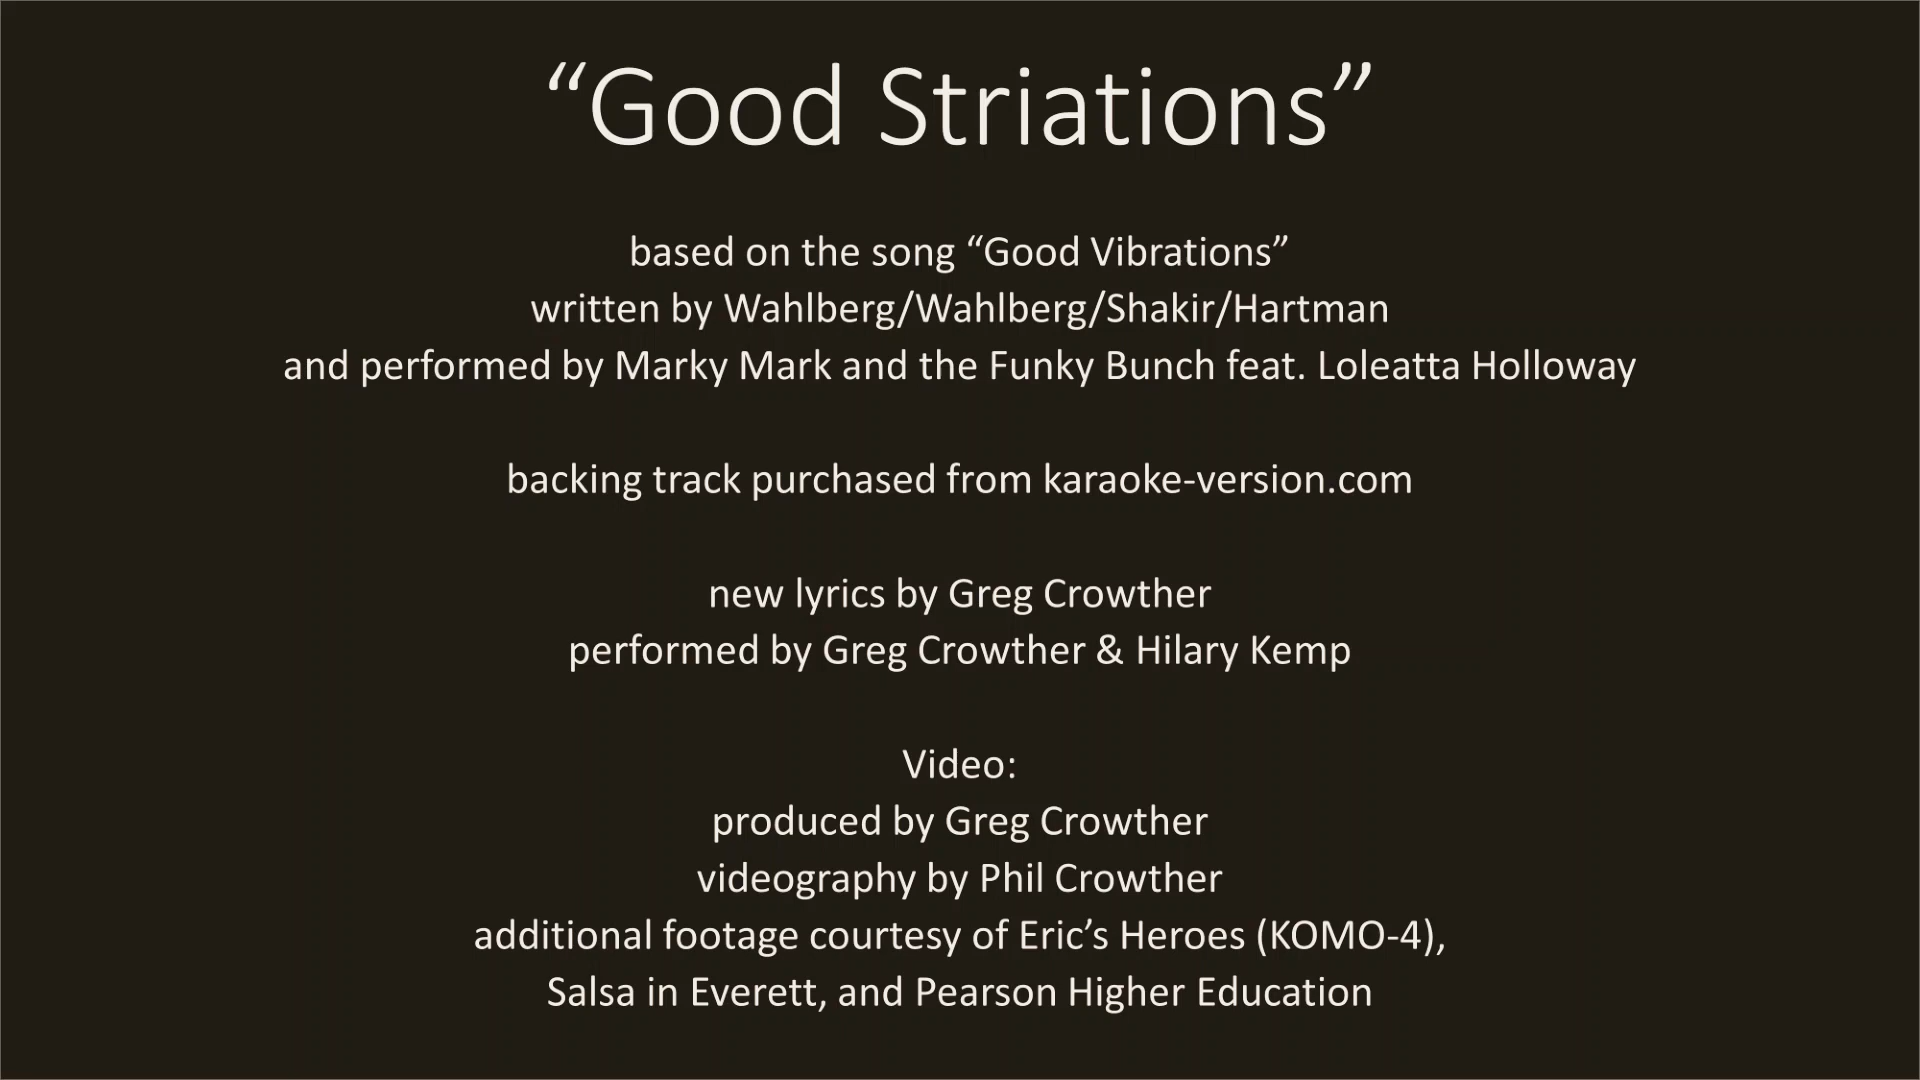 “Good Striations”
based on the song “Good Vibrations”
written by Wahlberg/Wahlberg/Shakir/Hartman
and performed by Marky Mark and the Funky Bunch feat. Loleatta Holloway
backing track purchased from karaoke-version.com
new lyrics by Greg Crowther
performed by Greg Crowther & Hilary Kemp
Video:
produced by Greg Crowther
videography by Phil Crowther
additional footage courtesy of Eric’s Heroes (KOMO-4),
Salsa in Everett, and Pearson Higher Education